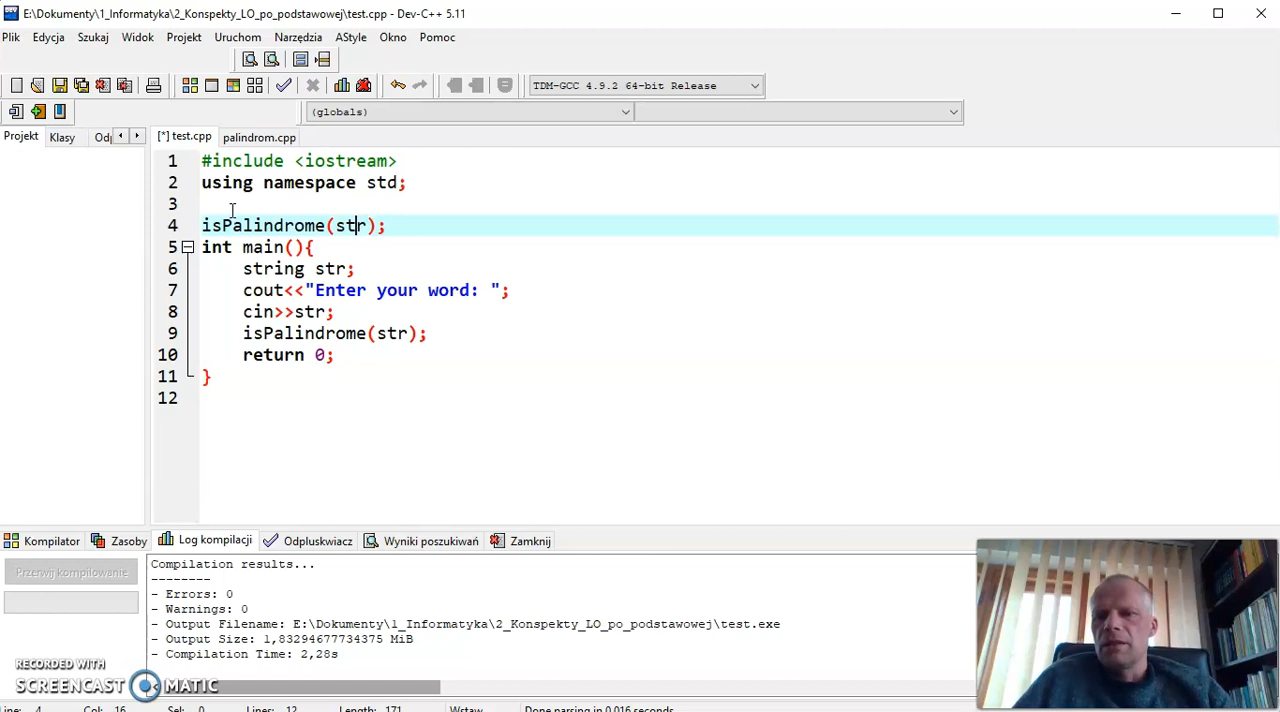 E:\Dokumenty\1_Informatyka\2_Konspekty_LO_po_podstawowej\test.cpp - Dev-C++ 5.11
Plik Edycja Szukaj Widok Projekt Uruchom Narzędzia AStyle Okno Pomoc
TDM-GCC 4.9.2 64-bit Release
(globals)
Projekt Klasy
[*] test.cpp palindrom.cpp
1 #include <iostream>
2 using namespace std;
3
4 isPalindrome(str);
5 int main(){
6 string str;
7 cout<<"Enter your word: ";
8 cin>>str;
9 isPalindrome(str);
10 return 0;
11 }
12
Kompilator Zasoby Log kompilacji Odpluskwiacz Wyniki poszukiwań Zamknij
Przerwij kompilowanie
Compilation results...
--------
- Errors: 0
- Warnings: 0
- Output Filename: E:\Dokumenty\1_Informatyka\2_Konspekty_LO_po_podstawowej\test.exe
- Output Size: 1,83294677734375 MiB
- Compilation Time: 2,28s
RECORDED WITH
SCREENCAST MATIC
Line: 4 Col: 16 Sel: 0 Lines: 12 Length: 171 Wstaw Done parsing in 0,016 seconds